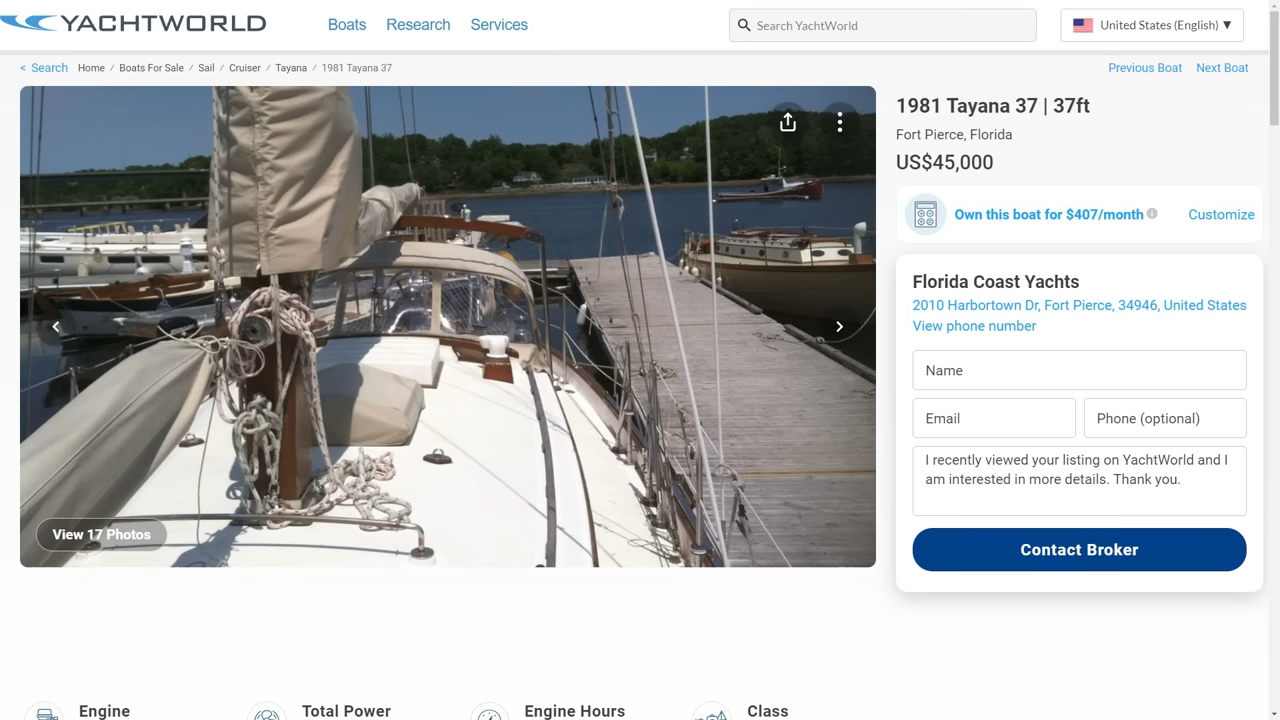 YACHTWORLD
Boats Research Services
Search YachtWorld
United States (English) ▼
< Search Home / Boats For Sale / Sail / Cruiser / Tayana / 1981 Tayana 37
Previous Boat Next Boat
1981 Tayana 37 | 37ft
Fort Pierce, Florida
US$45,000
Own this boat for $407/month
Customize
Florida Coast Yachts
2010 Harbortown Dr, Fort Pierce, 34946, United States
View phone number
Name
Email
Phone (optional)
I recently viewed your listing on YachtWorld and I
am interested in more details. Thank you.
Contact Broker
View 17 Photos
Engine
Total Power
Engine Hours
Class